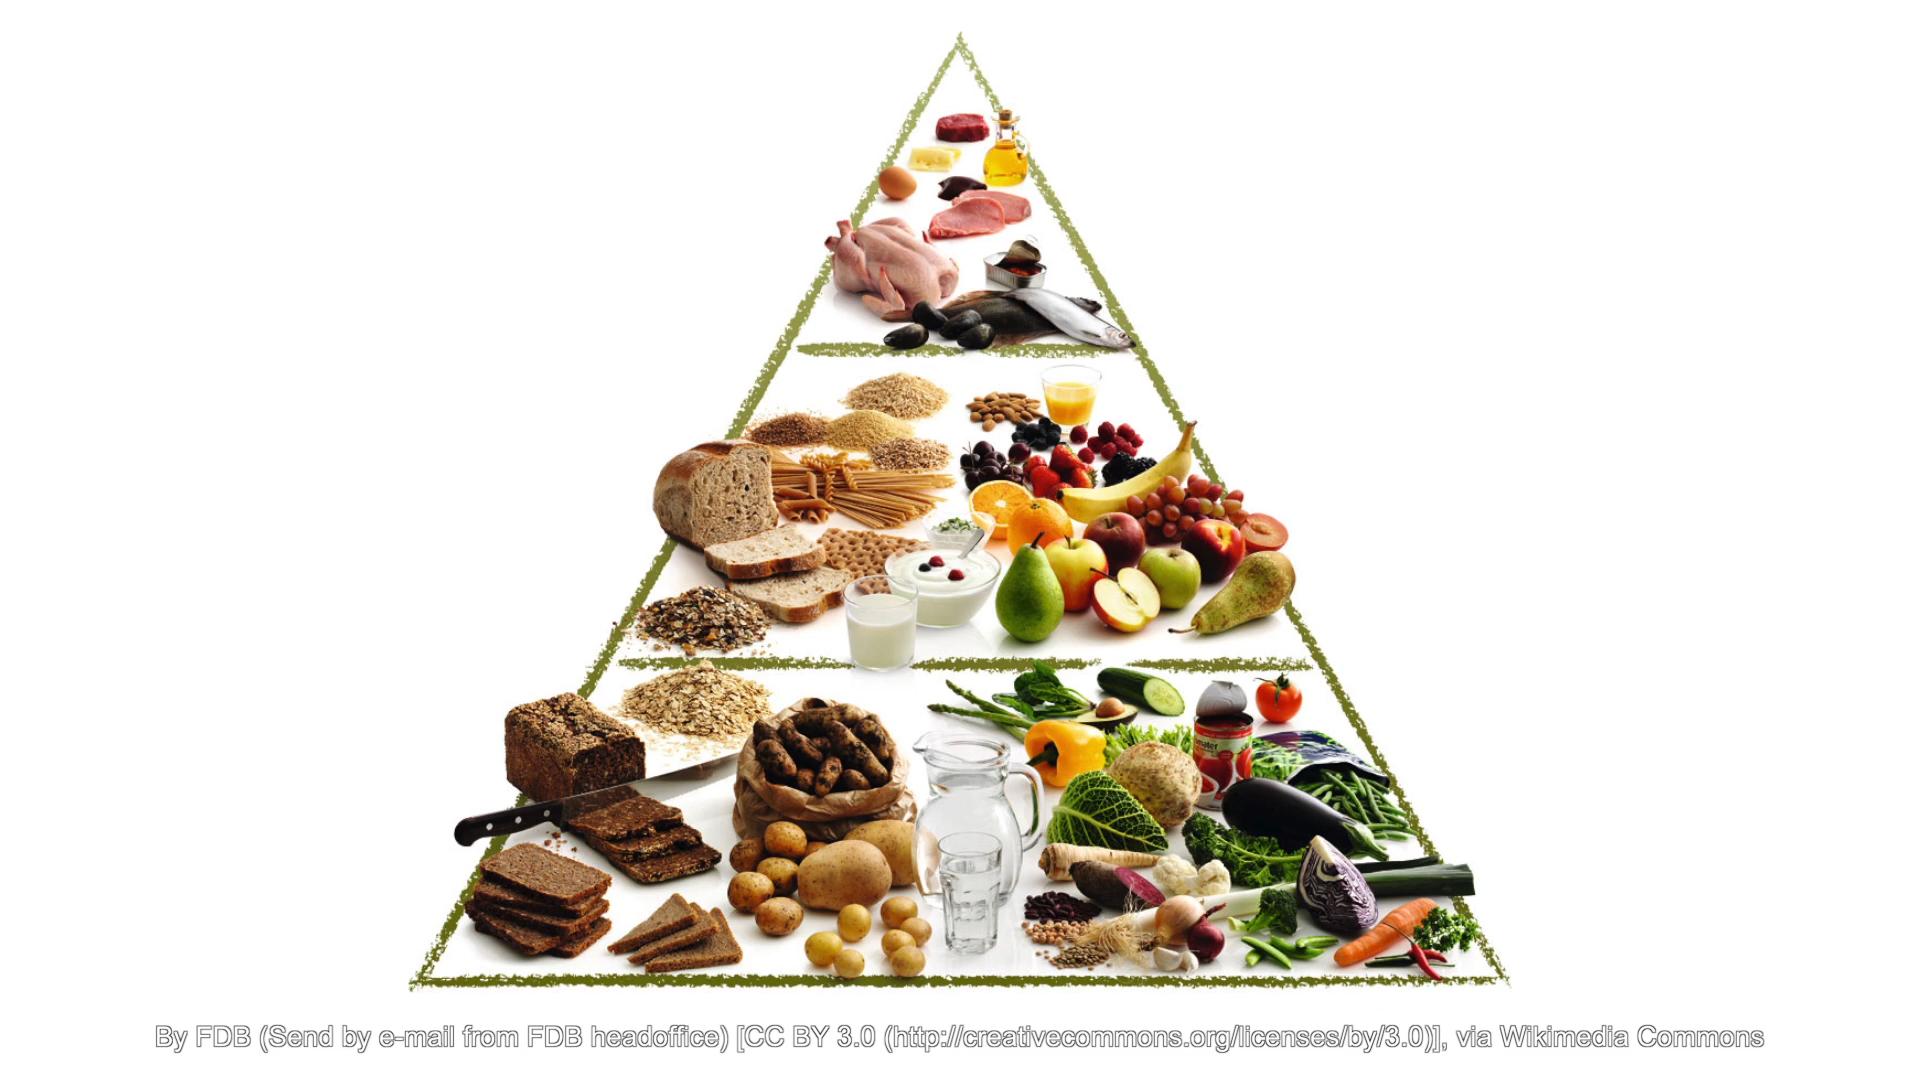 mater
By FDB (Send by e-mail from FDB headoffice) [CC BY 3.0 (http://creativecommons.org/licenses/by/3.0)], via Wikimedia Commons